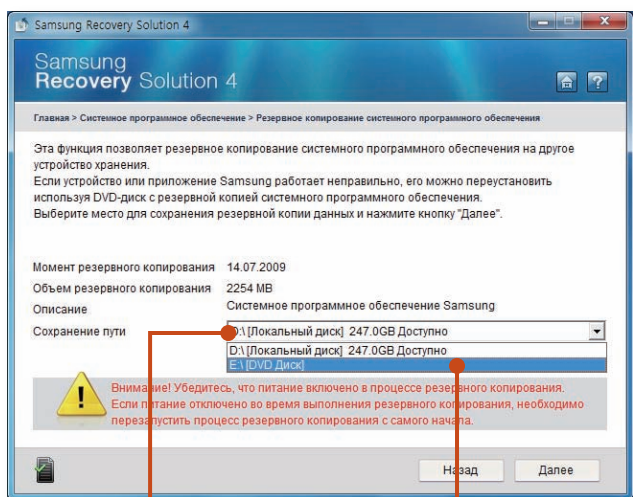 Samsung Recovery Solution 4
Samsung
Recovery Solution 4
Главная > Системное программное обеспечение > Резервное копирование системного программного обеспечения
Эта функция позволяет резервное копирование системного программного обеспечения на другое
устройство хранения.
Если устройство или приложение Samsung работает неправильно, его можно переустановить
используя DVD-диск с резервной копией системного программного обеспечения.
Выберите место для сохранения резервной копии данных и нажмите кнопку "Далее".
Момент резервного копирования 14.07.2009
Объем резервного копирования 2254 MB
Описание Системное программное обеспечение Samsung
Сохранение пути D:\ [Локальный диск] 247.0GB Доступно
D:\ [Локальный диск] 247.0GB Доступно
E:\ [DVD Диск]
Внимание! Убедитесь, что питание включено в процессе резервного копирования.
Если питание отключено во время выполнения резервного копирования, необходимо
перезапустить процесс резервного копирования с самого начала.
Назад Далее